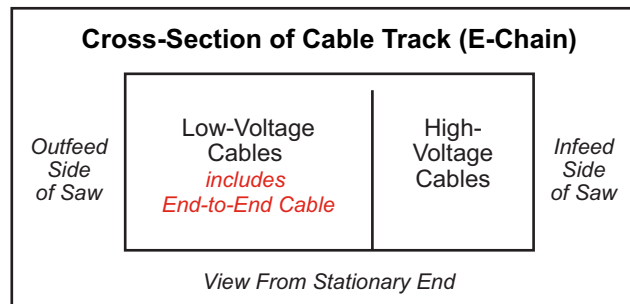 Cross-Section of Cable Track (E-Chain)
Outfeed
Side
of Saw
Low-Voltage
Cables
includes
End-to-End Cable
High-
Voltage
Cables
Infeed
Side
of Saw
View From Stationary End